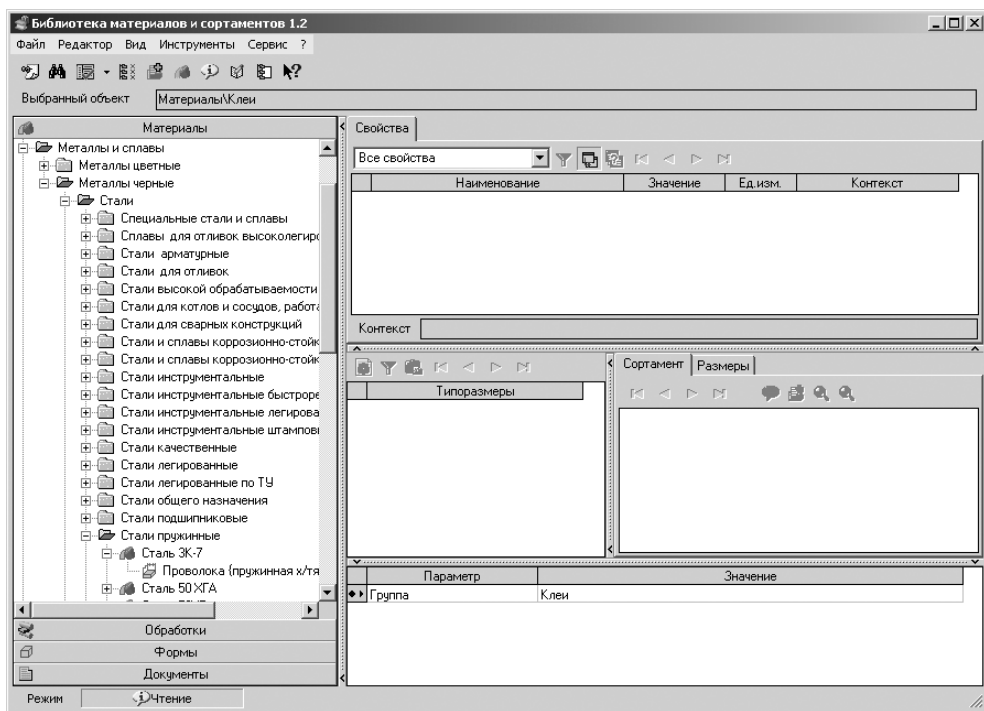 Библиотека материалов и сортаментов 1.2
Файл Редактор Вид Инструменты Сервис ?
Выбранный объект Материалы\Клеи
Материалы
Металлы и сплавы
Металлы цветные
Металлы черные
Стали
Специальные стали и сплавы
Сплавы для отливок высоколегиро
Стали арматурные
Стали для отливок
Стали высокой обрабатываемости
Стали для котлов и сосудов, работа
Стали для сварных конструкций
Стали и сплавы коррозионно-стойк
Стали и сплавы коррозионно-стойк
Стали инструментальные
Стали инструментальные быстроре
Стали инструментальные легирова
Стали инструментальные штампов
Стали качественные
Стали легированные
Стали легированные по ТУ
Стали общего назначения
Стали подшипниковые
Стали пружинные
Сталь 3К-7
Проволока (пружинная х/тя
Сталь 50ХГА
Обработки
Формы
Документы
Свойства
Все свойства
Наименование Значение Ед.изм. Контекст
Контекст
Типоразмеры
Сортамент Размеры
Параметр Значение
Группа Клеи
Режим Чтение